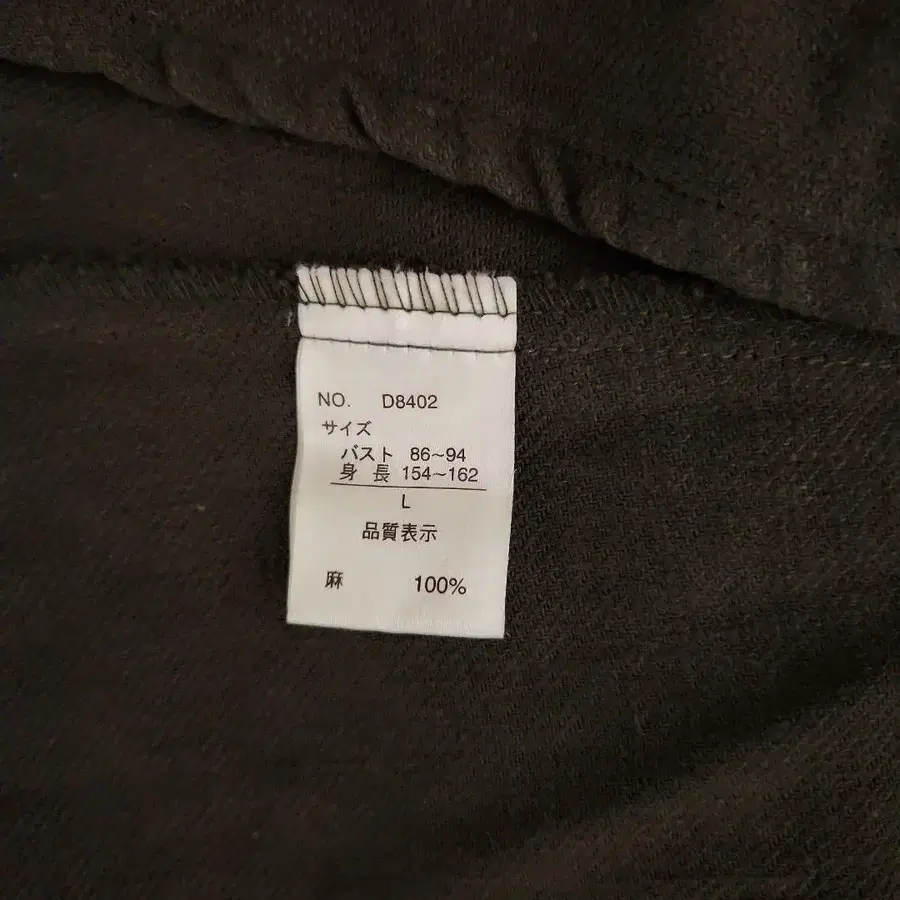 NO. D8402
サイズ
バスト 86~94
身 長 154~162
L
品質表示
麻 100%